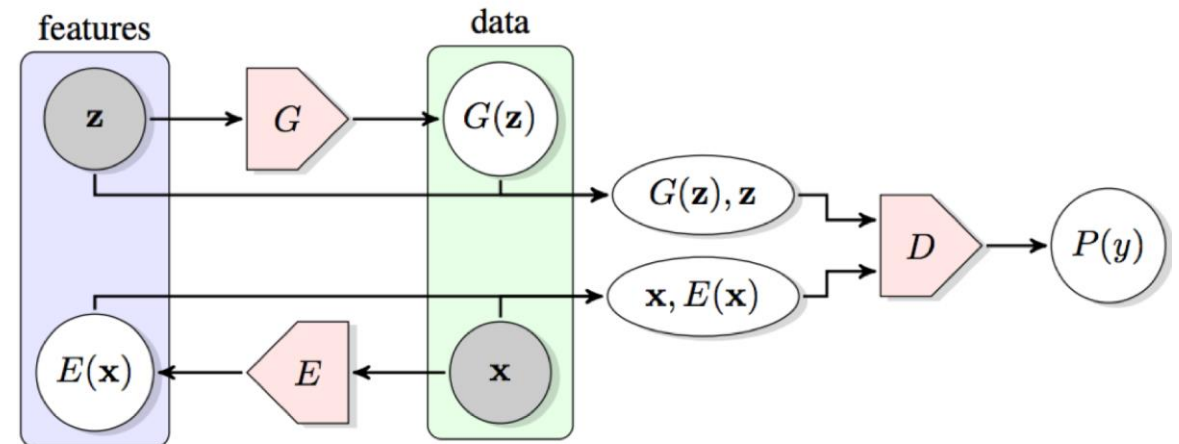 features
data
z
G
G(z)
G(z), z
D
P(y)
x, E(x)
E(x)
E
x